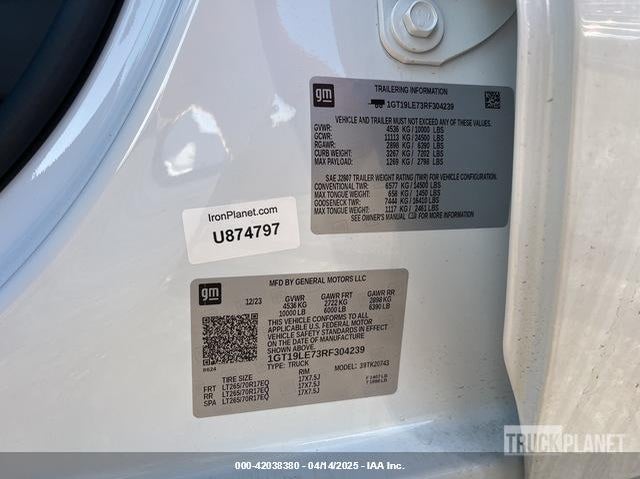 gm
TRAILERING INFORMATION
1GT19LE73RF304239
VEHICLE AND TRAILER MUST NOT EXCEED ANY OF THESE VALUES.
GVWR: 4536 KG / 10000 LBS
GCWR: 11113 KG / 24500 LBS
RGAWR: 2898 KG / 6390 LBS
CURB WEIGHT: 3267 KG / 7202 LBS
MAX PAYLOAD: 1269 KG / 2798 LBS
SAE J2807 TRAILER WEIGHT RATING (TWR) FOR VEHICLE CONFIGURATION.
CONVENTIONAL TWR: 6577 KG / 14500 LBS
MAX TONGUE WEIGHT: 658 KG / 1450 LBS
GOOSENECK TWR: 7444 KG / 16410 LBS
MAX TONGUE WEIGHT: 1117 KG / 2461 LBS
SEE OWNER'S MANUAL FOR MORE INFORMATION
IronPlanet.com
U874797
gm
MFD BY GENERAL MOTORS LLC
12/23 GVWR GAWR FRT GAWR RR
4536 KG 2722 KG 2898 KG
10000 LB 6000 LB 6390 LB
THIS VEHICLE CONFORMS TO ALL
APPLICABLE U.S. FEDERAL MOTOR
VEHICLE SAFETY STANDARDS IN EFFECT
ON THE DATE OF MANUFACTURE
SHOWN ABOVE.
1GT19LE73RF304239
TYPE: TRUCK MODEL: 39TK20743
TIRE SIZE RIM
FRT LT265/70R17EQ 17X7.5J
RR LT265/70R17EQ 17X7.5J
SPA LT265/70R17EQ 17X7.5J
TRUCKPLANET
000-42038380 - 04/14/2025 - IAA Inc.